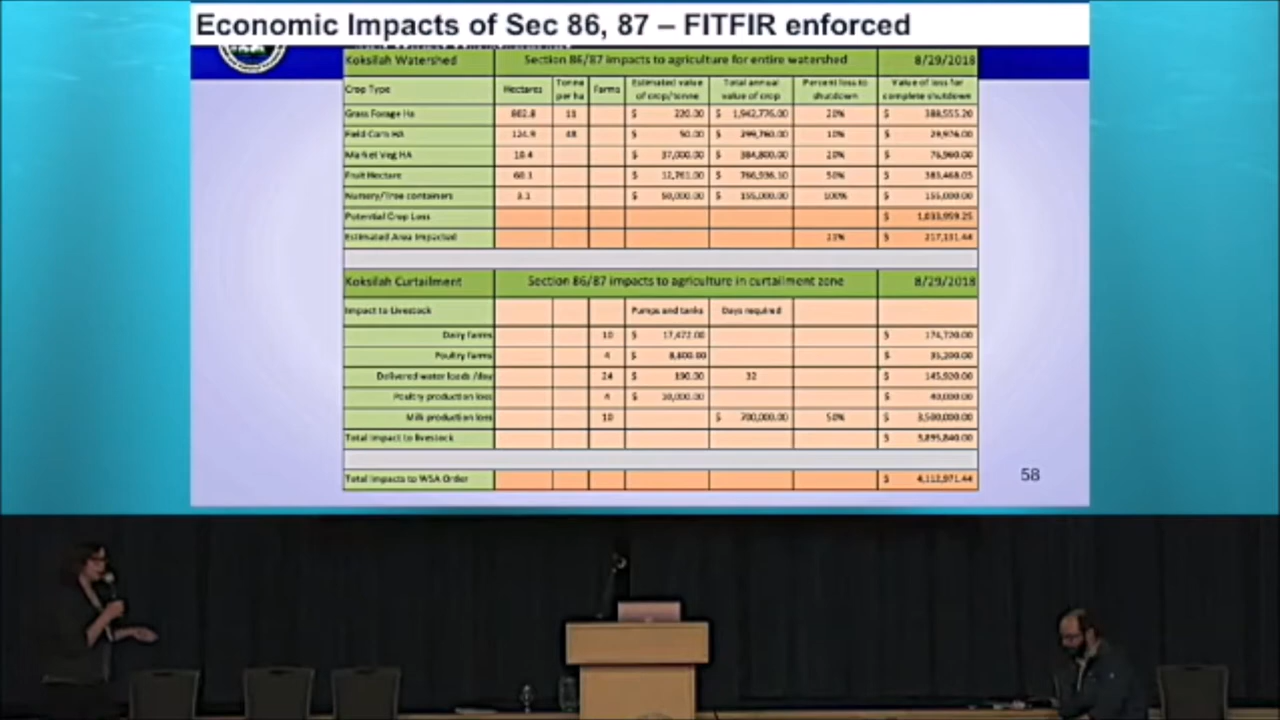 Economic Impacts of Sec 86, 87 – FITFIR enforced
Koksilah Watershed Section 86/87 impacts to agriculture for entire watershed 8/29/2018
Crop Type Hectares Tonne per ha Farms Estimated value of crop/tonne Total annual value of crop Percent loss to shutdown Value of loss for complete shutdown
Grass Forage Ha 802.8 11 $ 220.00 $ 1,942,776.00 20% $ 388,555.20
Field Corn HA 124.9 48 $ 50.00 $ 299,760.00 10% $ 29,976.00
Market Veg HA 10.4 $ 37,000.00 $ 384,800.00 20% $ 76,960.00
Fruit Hectare 60.1 $ 12,761.00 $ 766,936.10 50% $ 383,468.05
Nursery/Tree containers 3.1 $ 50,000.00 $ 155,000.00 100% $ 155,000.00
Potential Crop Loss $
Estimated Area Impacted 21% $ 217,131.44
Koksilah Curtailment Section 86/87 impacts to agriculture in curtailment zone 8/29/2018
Impact to Livestock Pumps and tanks Days required
Dairy farms 10 $ 17,472.00 $ 174,720.00
Poultry farms 4 $ 8,800.00 $ 35,200.00
Delivered water loads /day 24 $ 190.00 32 $ 145,920.00
Poultry production loss 4 $ 10,000.00 $ 40,000.00
Milk production loss 10 $ 700,000.00 50% $ 3,500,000.00
Total impact to livestock $ 3,895,840.00
Total impacts to WSA Order $ 4,112,971.44
58